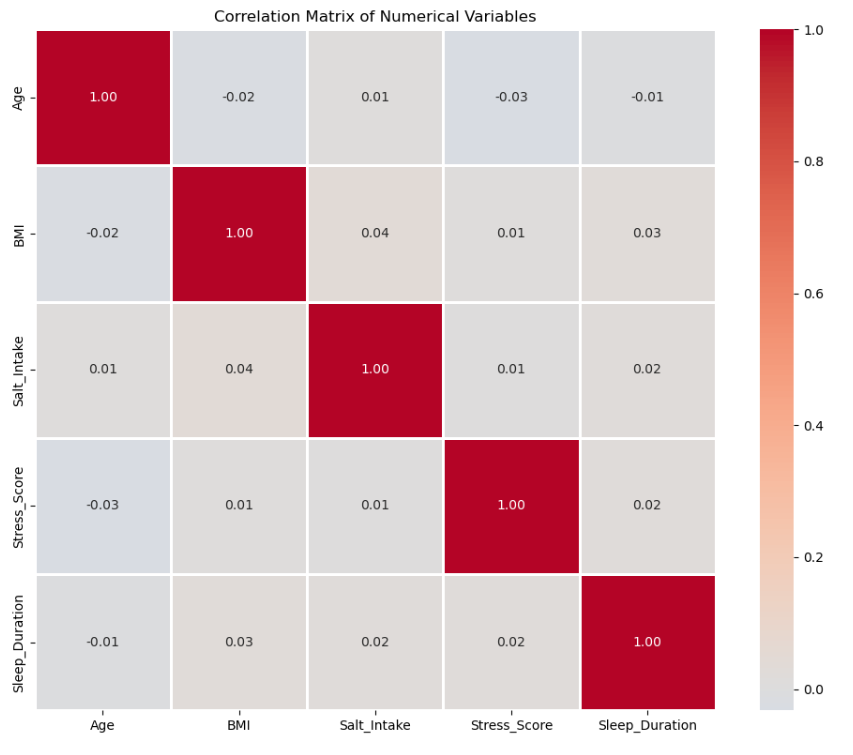 Correlation Matrix of Numerical Variables
Age
1.00 -0.02 0.01 -0.03 -0.01
BMI
-0.02 1.00 0.04 0.01 0.03
Salt_Intake
0.01 0.04 1.00 0.01 0.02
Stress_Score
-0.03 0.01 0.01 1.00 0.02
Sleep_Duration
-0.01 0.03 0.02 0.02 1.00
Age BMI Salt_Intake Stress_Score Sleep_Duration
1.0
0.8
0.6
0.4
0.2
0.0